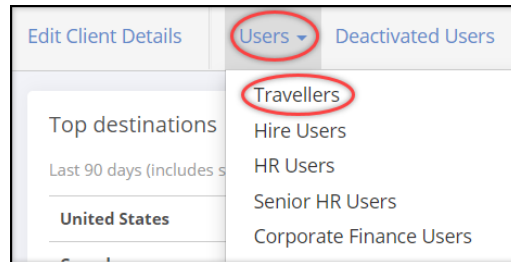 Edit Client Details Users Deactivated Users
Travellers
Hire Users
HR Users
Senior HR Users
Corporate Finance Users
Top destinations
Last 90 days (includes s
United States